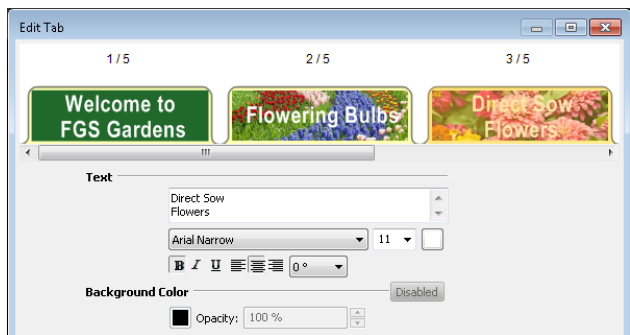 Edit Tab
1 / 5
2 / 5
3 / 5
Welcome to
FGS Gardens
Flowering Bulbs
Direct Sow
Flowers
Text
Direct Sow
Flowers
Arial Narrow
11
B I U
0 °
Background Color
Disabled
Opacity: 100 %